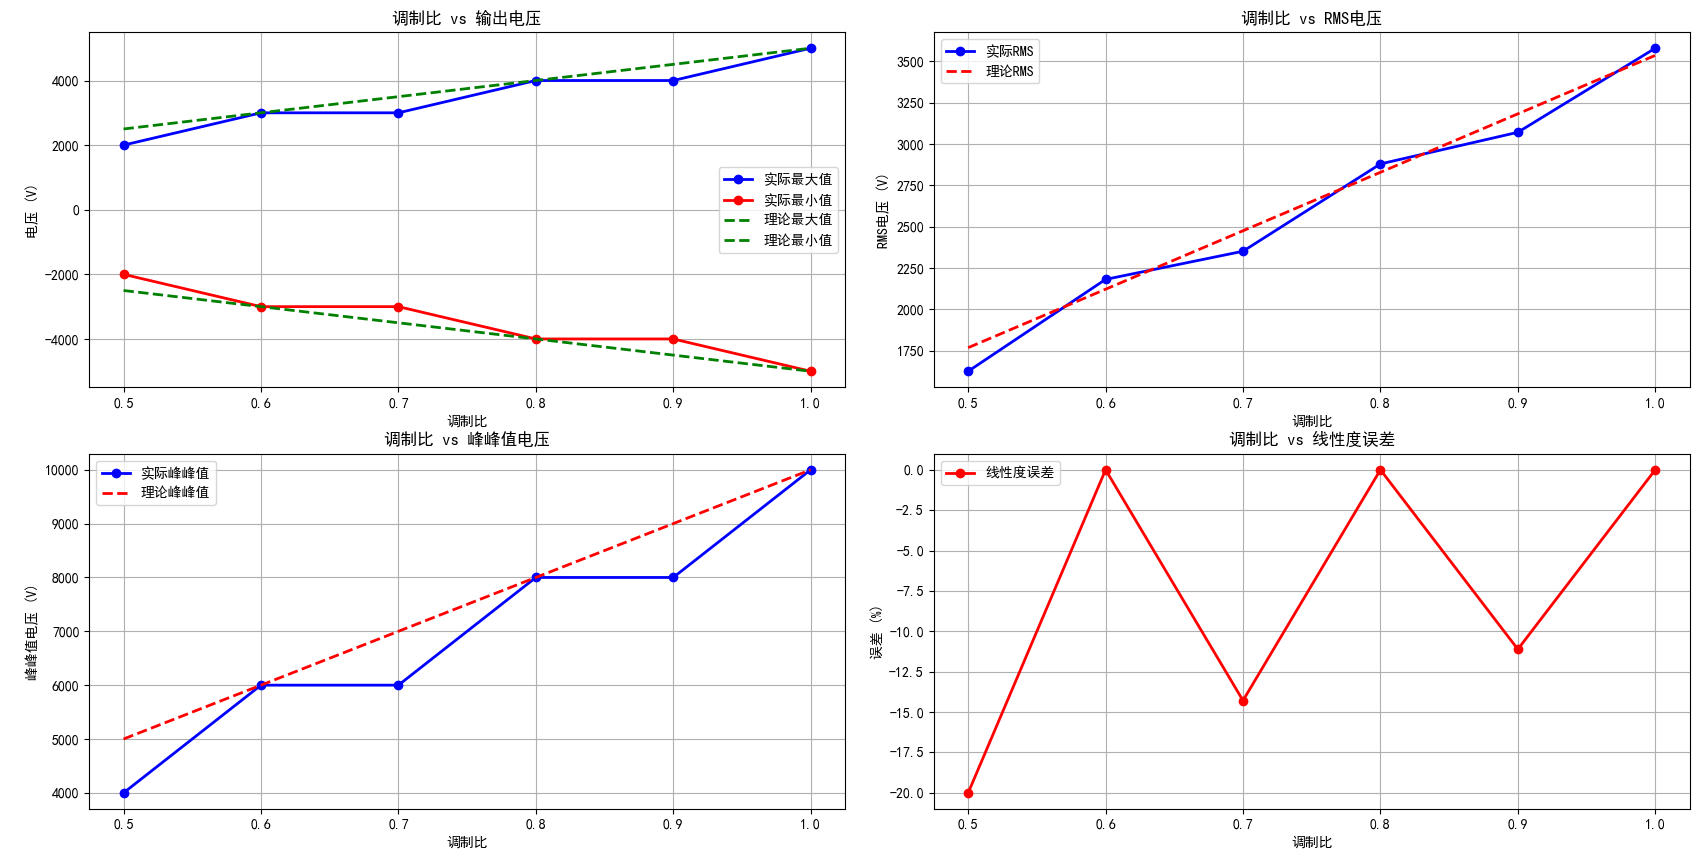 调制比 vs 输出电压
电压 (V)
4000
2000
0
−2000
−4000
实际最大值
实际最小值
理论最大值
理论最小值
0.5 0.6 0.7 0.8 0.9 1.0
调制比
调制比 vs RMS电压
RMS电压 (V)
3500
3250
3000
2750
2500
2250
2000
1750
实际RMS
理论RMS
0.5 0.6 0.7 0.8 0.9 1.0
调制比
调制比 vs 峰峰值电压
峰峰值电压 (V)
10000
9000
8000
7000
6000
5000
4000
实际峰峰值
理论峰峰值
0.5 0.6 0.7 0.8 0.9 1.0
调制比
调制比 vs 线性度误差
误差 (%)
0.0
−2.5
−5.0
−7.5
−10.0
−12.5
−15.0
−17.5
−20.0
线性度误差
0.5 0.6 0.7 0.8 0.9 1.0
调制比